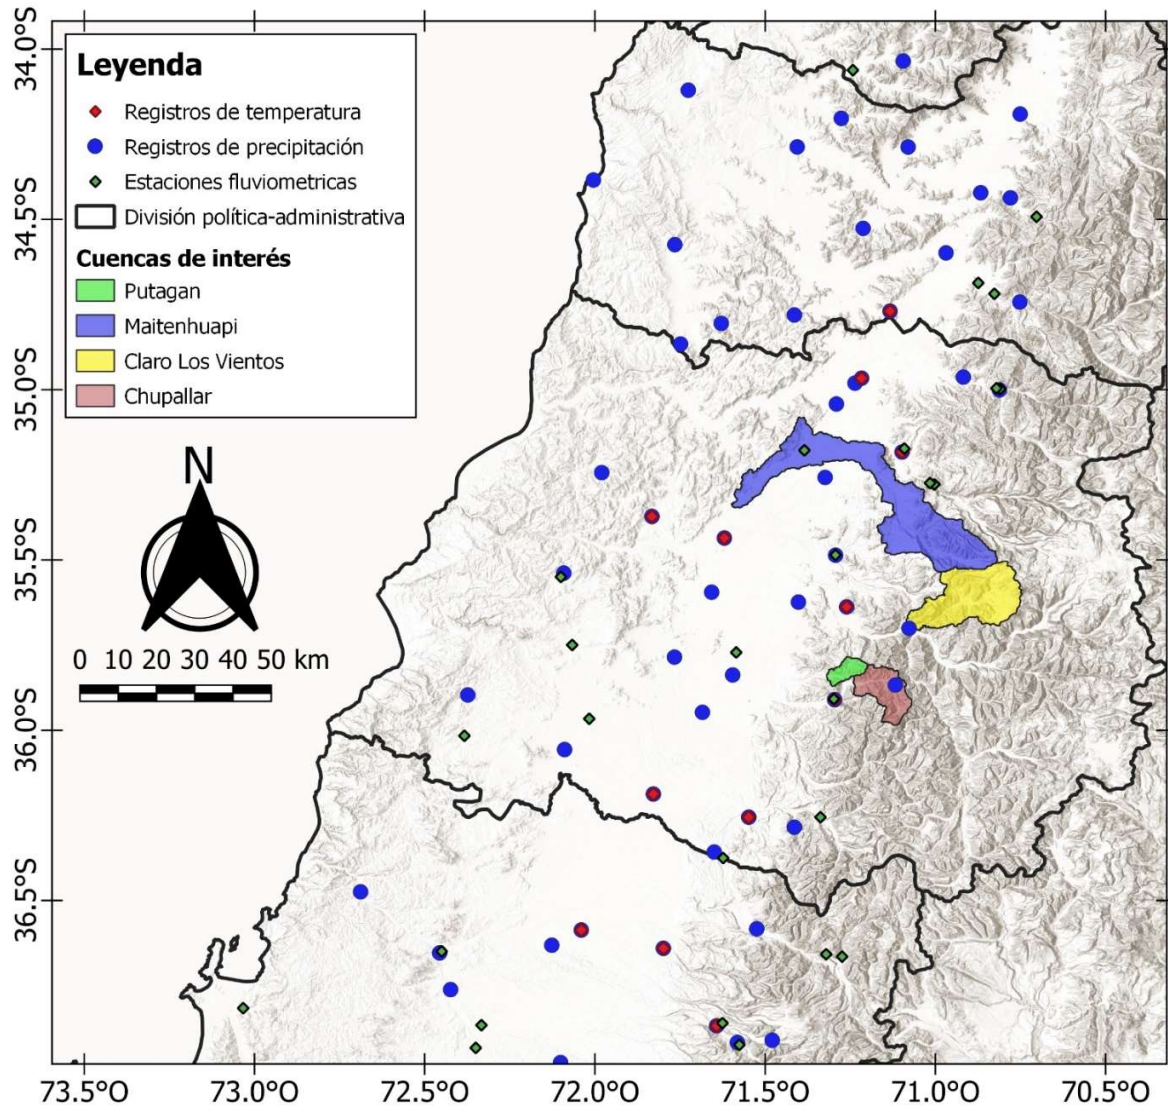 Leyenda
Registros de temperatura
Registros de precipitación
Estaciones fluviometricas
División política-administrativa
Cuencas de interés
Putagan
Maitenhuapi
Claro Los Vientos
Chupallar
N
0 10 20 30 40 50 km
34.0°S
34.5°S
35.0°S
35.5°S
36.0°S
36.5°S
73.5°O 73.0°O 72.5°O 72.0°O 71.5°O 71.0°O 70.5°O